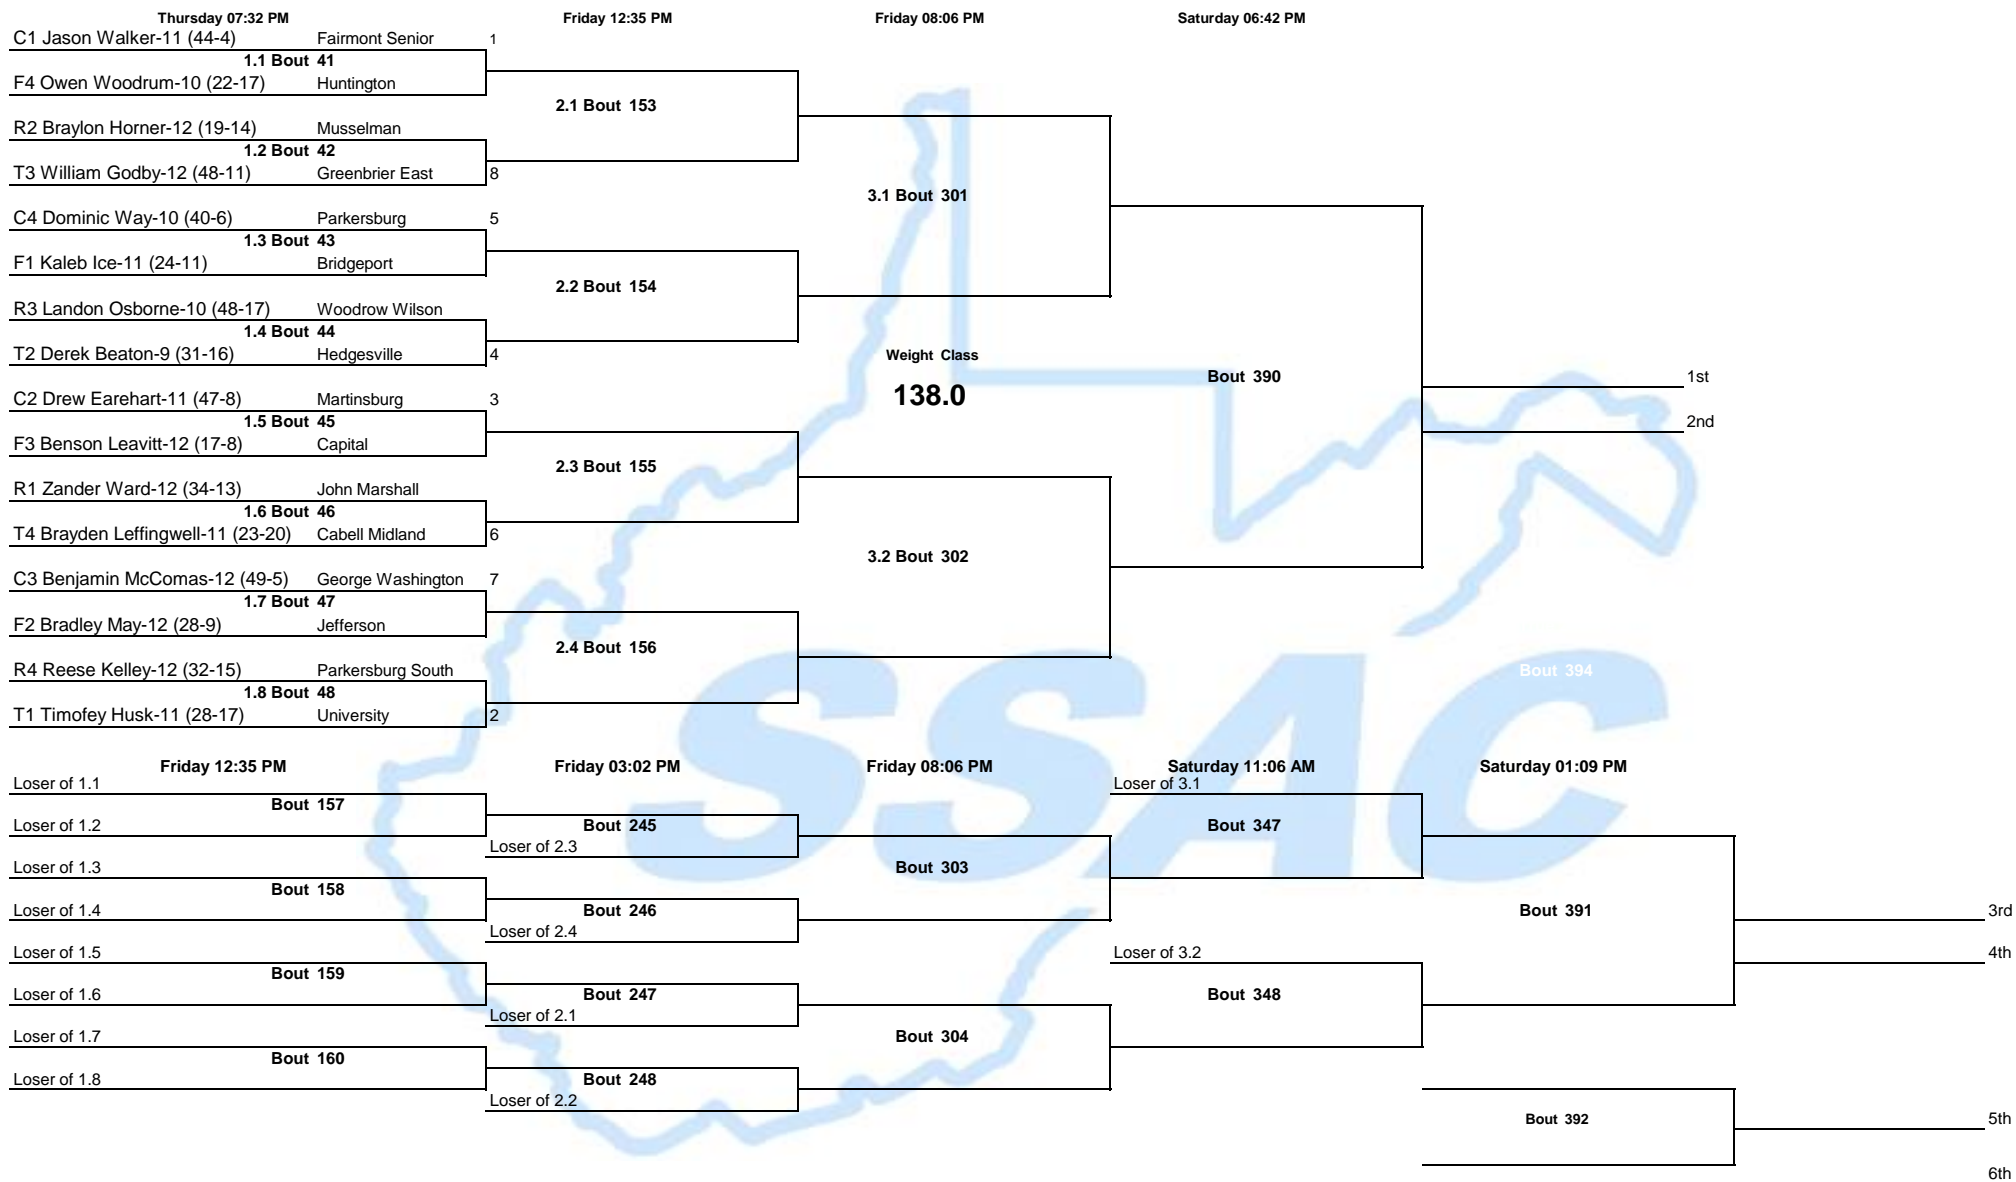 Thursday 07:32 PM Friday 12:35 PM Friday 08:06 PM Saturday 06:42 PM
C1 Jason Walker-11 (44-4) Fairmont Senior 1
1.1 Bout 41
F4 Owen Woodrum-10 (22-17) Huntington
2.1 Bout 153
R2 Braylon Horner-12 (19-14) Musselman
1.2 Bout 42
T3 William Godby-12 (48-11) Greenbrier East 8
3.1 Bout 301
C4 Dominic Way-10 (40-6) Parkersburg 5
1.3 Bout 43
F1 Kaleb Ice-11 (24-11) Bridgeport
2.2 Bout 154
R3 Landon Osborne-10 (48-17) Woodrow Wilson
1.4 Bout 44
T2 Derek Beaton-9 (31-16) Hedgesville 4
Weight Class
138.0
Bout 390
1st
2nd
C2 Drew Earehart-11 (47-8) Martinsburg 3
1.5 Bout 45
F3 Benson Leavitt-12 (17-8) Capital
2.3 Bout 155
R1 Zander Ward-12 (34-13) John Marshall
1.6 Bout 46
T4 Brayden Leffingwell-11 (23-20) Cabell Midland 6
3.2 Bout 302
C3 Benjamin McComas-12 (49-5) George Washington 7
1.7 Bout 47
F2 Bradley May-12 (28-9) Jefferson
2.4 Bout 156
R4 Reese Kelley-12 (32-15) Parkersburg South
Bout 394
1.8 Bout 48
T1 Timofey Husk-11 (28-17) University 2
SSAC
Friday 12:35 PM Friday 03:02 PM Friday 08:06 PM Saturday 11:06 AM Saturday 01:09 PM
Loser of 1.1 Loser of 3.1
Bout 157
Loser of 1.2 Bout 245 Bout 347
Loser of 2.3
Loser of 1.3 Bout 303
Bout 158
Loser of 1.4 Bout 246 Bout 391 3rd
Loser of 2.4
Loser of 1.5 Loser of 3.2 4th
Bout 159
Loser of 1.6 Bout 247 Bout 348
Loser of 2.1
Loser of 1.7 Bout 304
Bout 160
Loser of 1.8 Bout 248
Loser of 2.2
Bout 392 5th
6th